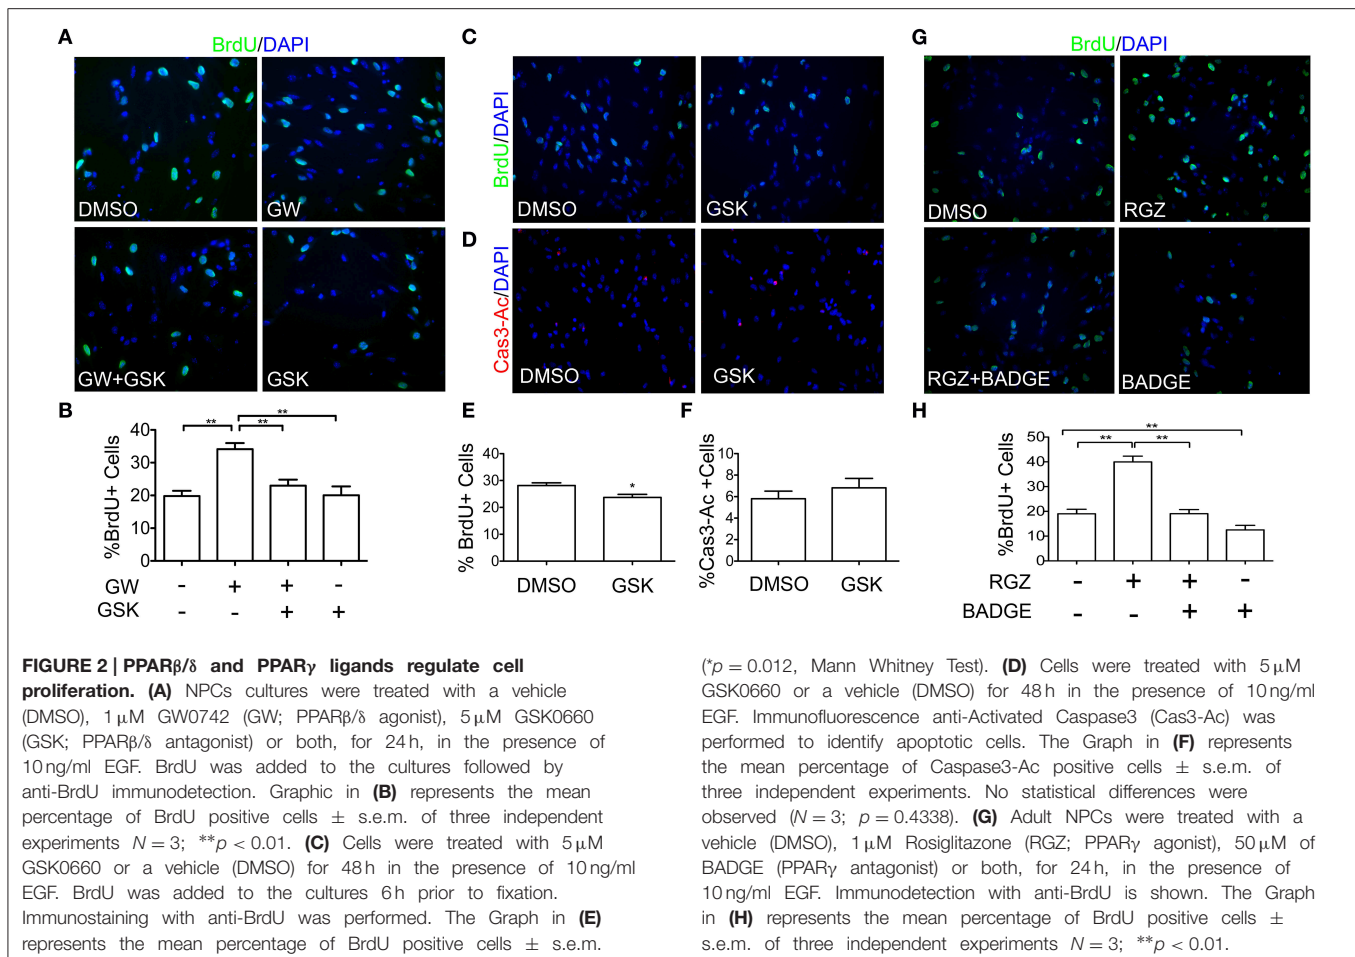 A
BrdU/DAPI
DMSO
GW
GW+GSK
GSK
C
BrdU/DAPI
DMSO
GSK
D
Cas3-Ac/DAPI
DMSO
GSK
G
BrdU/DAPI
DMSO
RGZ
RGZ+BADGE
BADGE
B
%BrdU+ Cells
40
30
20
10
0
** ** **
GW - + + -
GSK - - + +
E
% BrdU+ Cells
40
30
20
10
0
*
DMSO GSK
F
%Cas3-Ac +Cells
10
8
6
4
2
0
DMSO GSK
H
%BrdU+ Cells
50
40
30
20
10
0
**
** **
RGZ - + + -
BADGE - - + +
FIGURE 2 | PPARβ/δ and PPARγ ligands regulate cell
proliferation. (A) NPCs cultures were treated with a vehicle
(DMSO), 1 μM GW0742 (GW; PPARβ/δ agonist), 5 μM GSK0660
(GSK; PPARβ/δ antagonist) or both, for 24 h, in the presence of
10 ng/ml EGF. BrdU was added to the cultures followed by
anti-BrdU immunodetection. Graphic in (B) represents the mean
percentage of BrdU positive cells ± s.e.m. of three independent
experiments N = 3; **p < 0.01. (C) Cells were treated with 5 μM
GSK0660 or a vehicle (DMSO) for 48 h in the presence of 10 ng/ml
EGF. BrdU was added to the cultures 6 h prior to fixation.
Immunostaining with anti-BrdU was performed. The Graph in (E)
represents the mean percentage of BrdU positive cells ± s.e.m.
(*p = 0.012, Mann Whitney Test). (D) Cells were treated with 5 μM
GSK0660 or a vehicle (DMSO) for 48 h in the presence of 10 ng/ml
EGF. Immunofluorescence anti-Activated Caspase3 (Cas3-Ac) was
performed to identify apoptotic cells. The Graph in (F) represents
the mean percentage of Caspase3-Ac positive cells ± s.e.m. of
three independent experiments. No statistical differences were
observed (N = 3; p = 0.4338). (G) Adult NPCs were treated with a
vehicle (DMSO), 1 μM Rosiglitazone (RGZ; PPARγ agonist), 50 μM of
BADGE (PPARγ antagonist) or both, for 24 h, in the presence of
10 ng/ml EGF. Immunodetection with anti-BrdU is shown. The Graph
in (H) represents the mean percentage of BrdU positive cells ±
s.e.m. of three independent experiments N = 3; **p < 0.01.